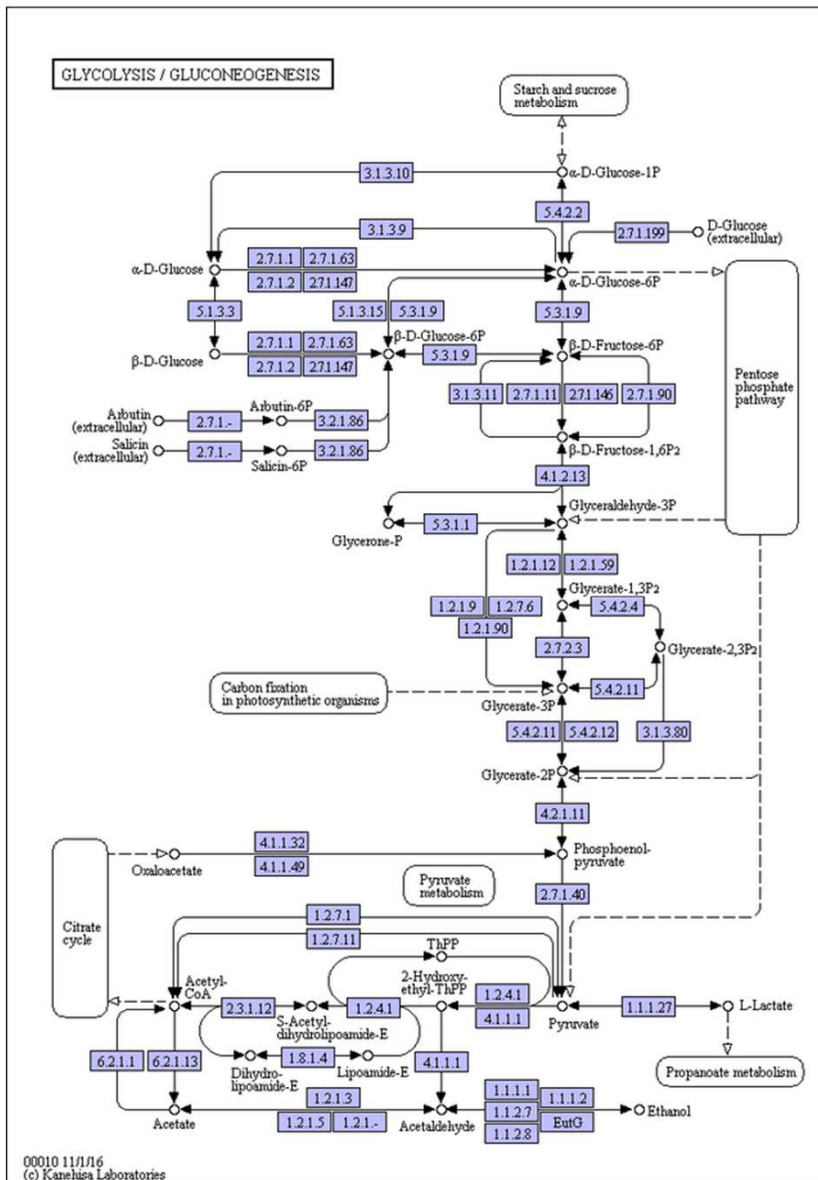 GLYCOLYSIS / GLUCONEOGENESIS
Starch and sucrose
metabolism
3.1.3.10
α-D-Glucose-1P
5.4.2.2
3.1.3.9
2.7.1.199
D-Glucose
(extracellular)
α-D-Glucose
2.7.1.1
2.7.1.63
2.7.1.2
2.7.1.147
α-D-Glucose-6P
5.1.3.3
5.1.3.15
5.3.1.9
5.3.1.9
β-D-Glucose
2.7.1.1
2.7.1.63
2.7.1.2
2.7.1.147
β-D-Glucose-6P
5.3.1.9
β-D-Fructose-6P
Pentose
phosphate
pathway
3.1.3.11
2.7.1.11
2.7.1.146
2.7.1.90
Arbutin
(extracellular)
2.7.1.-
Arbutin-6P
3.2.1.86
Salicin
(extracellular)
2.7.1.-
Salicin-6P
3.2.1.86
β-D-Fructose-1,6P2
4.1.2.13
Glyceraldehyde-3P
Glycerone-P
5.3.1.1
1.2.1.12
1.2.1.59
Glycerate-1,3P2
1.2.1.9
1.2.7.6
1.2.1.90
5.4.2.4
2.7.2.3
Glycerate-2,3P2
Carbon fixation
in photosynthetic organisms
Glycerate-3P
5.4.2.11
5.4.2.11
5.4.2.12
3.1.3.80
Glycerate-2P
4.2.1.11
4.1.1.32
Oxaloacetate
4.1.1.49
Phosphoenol-
pyruvate
Pyruvate
metabolism
2.7.1.40
Citrate
cycle
1.2.7.1
1.2.7.11
ThPP
Acetyl-
CoA
2-Hydroxy-
ethyl-ThPP
2.3.1.12
S-Acetyl-
dihydrolipoamide-E
1.2.4.1
1.2.4.1
4.1.1.1
Pyruvate
1.1.1.27
L-Lactate
6.2.1.1
6.2.1.13
1.8.1.4
Dihydro-
lipoamide-E
Lipoamide-E
4.1.1.1
Propanoate metabolism
1.2.1.3
1.2.1.5
1.2.1.-
Acetate
Acetaldehyde
1.1.1.1
1.1.1.2
1.1.2.7
EutG
1.1.2.8
Ethanol
00010 11/1/16
(c) Kanehisa Laboratories